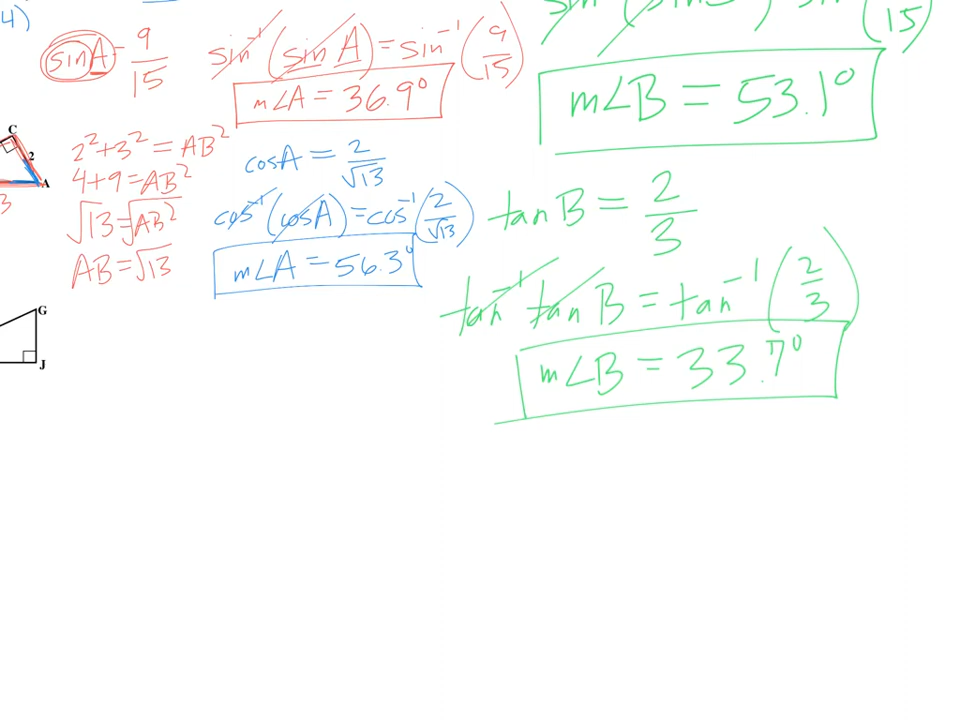 4)
sin A = 9/15
sin⁻¹ (sin A) = sin⁻¹ (9/15)
m∠A = 36.9°
m∠B = 53.1°
C
2
A
3
2² + 3² = AB²
4 + 9 = AB²
√13 = √AB²
AB = √13
cos A = 2/√13
cos⁻¹ (cos A) = cos⁻¹ (2/√13)
m∠A = 56.3°
tan B = 2/3
tan⁻¹ tan B = tan⁻¹ (2/3)
m∠B = 33.7°
G
J